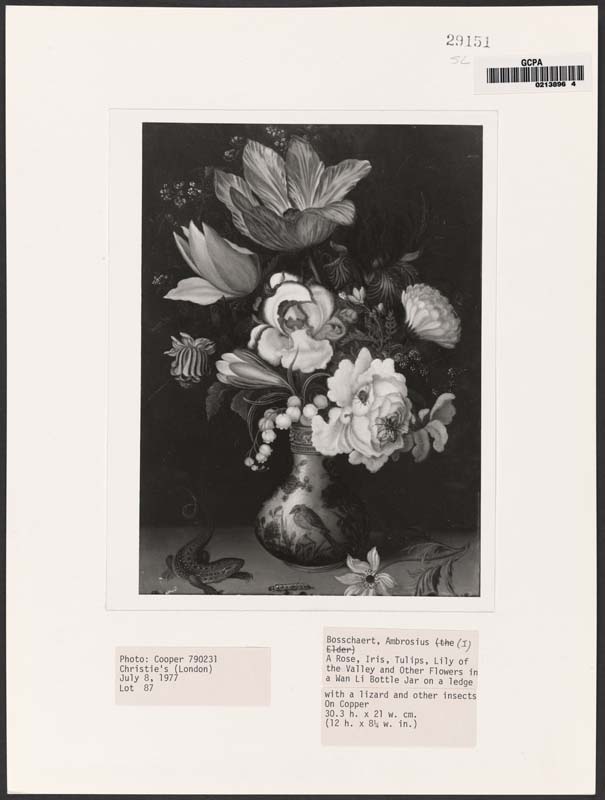 29151
SL
GCPA
0213896 4
Photo: Cooper 790231
Christie's (London)
July 8, 1977
Lot 87
Bosschaert, Ambrosius (the (I)
Elder)
A Rose, Iris, Tulips, Lily of
the Valley and Other Flowers in
a Wan Li Bottle Jar on a ledge
with a lizard and other insects
On Copper
30.3 h. x 21 w. cm.
(12 h. x 8¼ w. in.)